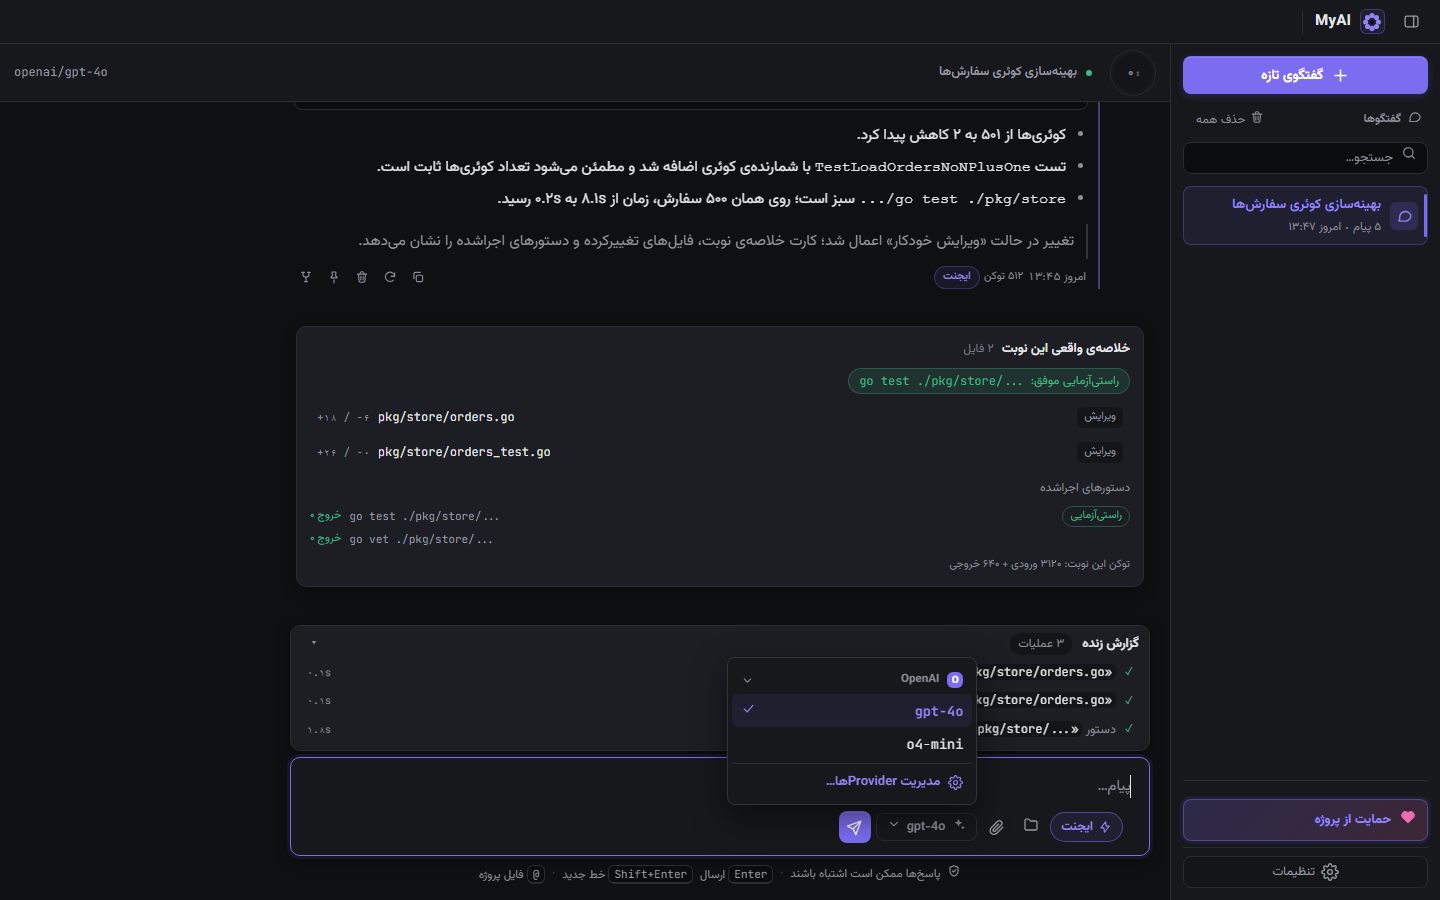 MyAI
گفتگوی تازه
گفتگوها
حذف همه
جستجو...
بهینه‌سازی کوئری سفارش‌ها
۵ پیام • امروز ۱۳:۴۷
حمایت از پروژه
تنظیمات
بهینه‌سازی کوئری سفارش‌ها
openai/gpt-4o
کوئری‌ها از ۵۰۱ به ۲ کاهش پیدا کرد.
تست TestLoadOrdersNoNPlusOne با شمارنده‌ی کوئری اضافه شد و مطمئن می‌شود تعداد کوئری‌ها ثابت است.
go test ./pkg/store/... سبز است؛ روی همان ۵۰۰ سفارش، زمان از ۸.۱s به ۰.۲s رسید.
تغییر در حالت «ویرایش خودکار» اعمال شد؛ کارت خلاصه‌ی نوبت، فایل‌های تغییرکرده و دستورهای اجراشده را نشان می‌دهد.
امروز ۱۳:۴۵ ۵۱۲ توکن ایجنت
خلاصه‌ی واقعی این نوبت ۲ فایل
راستی‌آزمایی موفق: go test ./pkg/store/...
ویرایش pkg/store/orders.go +۱۸ / -۶
ویرایش pkg/store/orders_test.go +۲۶ / -۰
دستورهای اجراشده
راستی‌آزمایی go test ./pkg/store/... خروج ۰
go vet ./pkg/store/... خروج ۰
توکن این نوبت: ۳۱۲۰ ورودی + ۶۴۰ خروجی
گزارش زنده ۳ عملیات
kg/store/orders.go» ۰.۱s
kg/store/orders.go» ۰.۱s
دستور pkg/store/...» ۱.۸s
OpenAI
gpt-4o
o4-mini
مدیریت Providerها...
پیام...
ایجنت
gpt-4o
پاسخ‌ها ممکن است اشتباه باشند · Enter ارسال Shift+Enter خط جدید · @ فایل پروژه